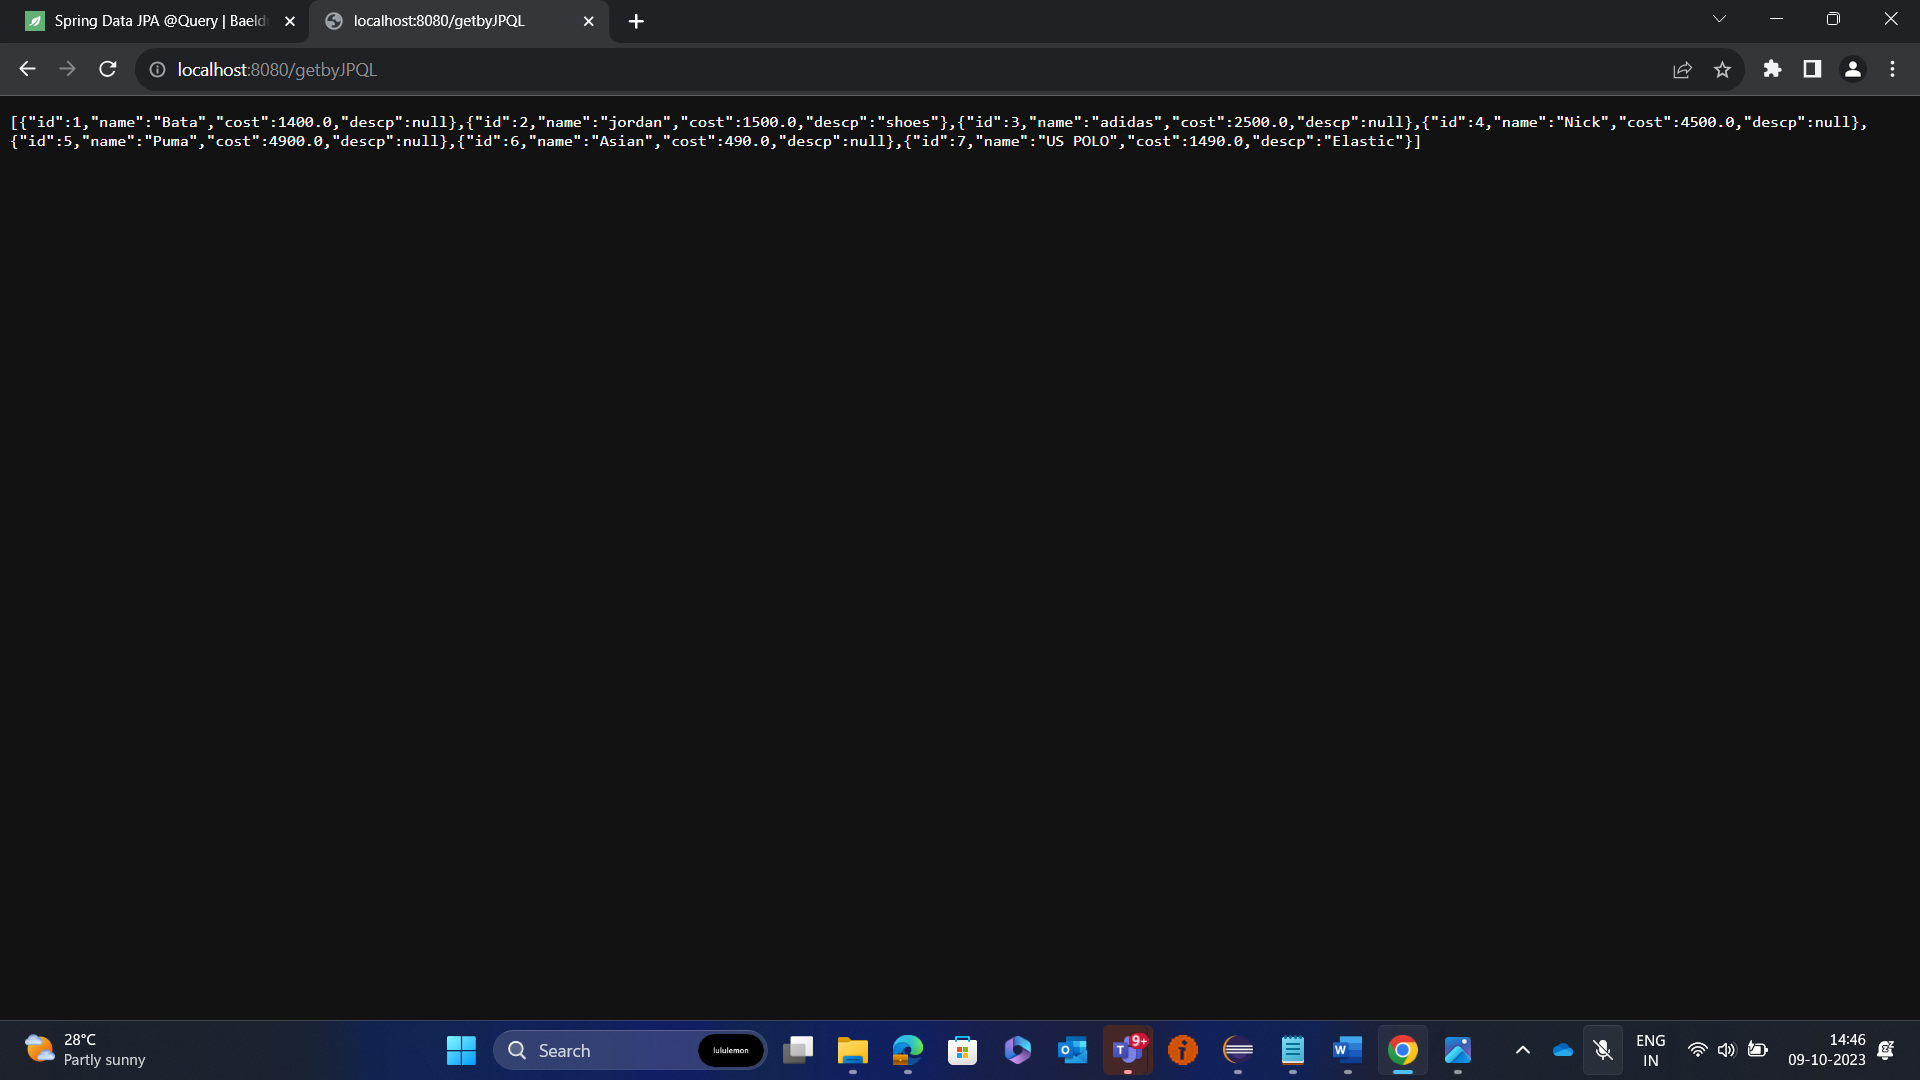 Spring Data JPA @Query | Baeld
localhost:8080/getbyJPQL
localhost:8080/getbyJPQL
[{"id":1,"name":"Bata","cost":1400.0,"descp":null},{"id":2,"name":"jordan","cost":1500.0,"descp":"shoes"},{"id":3,"name":"adidas","cost":2500.0,"descp":null},{"id":4,"name":"Nick","cost":4500.0,"descp":null},
{"id":5,"name":"Puma","cost":4900.0,"descp":null},{"id":6,"name":"Asian","cost":490.0,"descp":null},{"id":7,"name":"US POLO","cost":1490.0,"descp":"Elastic"}]
28°C
Partly sunny
Search
lululemon
9+
ENG
IN
14:46
09-10-2023